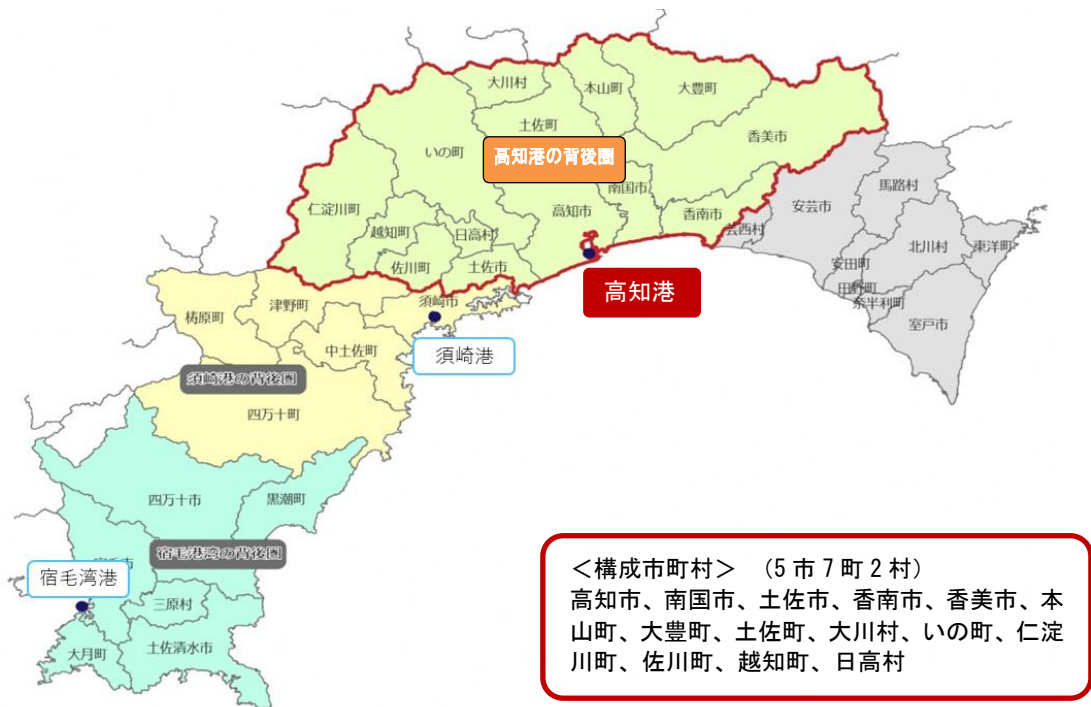 大川村
本山町
大豊町
土佐町
いの町
香美市
高知港の背後圏
南国市
仁淀川町
高知市
越知町
日高村
香南市
佐川町
土佐市
芸西村
安芸市
馬路村
北川村
東洋町
安田町
田野町
奈半利町
室戸市
高知港
津野町
須崎市
梼原町
中土佐町
須崎港
須崎港の背後圏
四万十町
四万十市
黒潮町
宿毛港湾の背後圏
宿毛湾港
三原村
大月町
土佐清水市
＜構成市町村＞ （5市7町2村）
高知市、南国市、土佐市、香南市、香美市、本
山町、大豊町、土佐町、大川村、いの町、仁淀
川町、佐川町、越知町、日高村